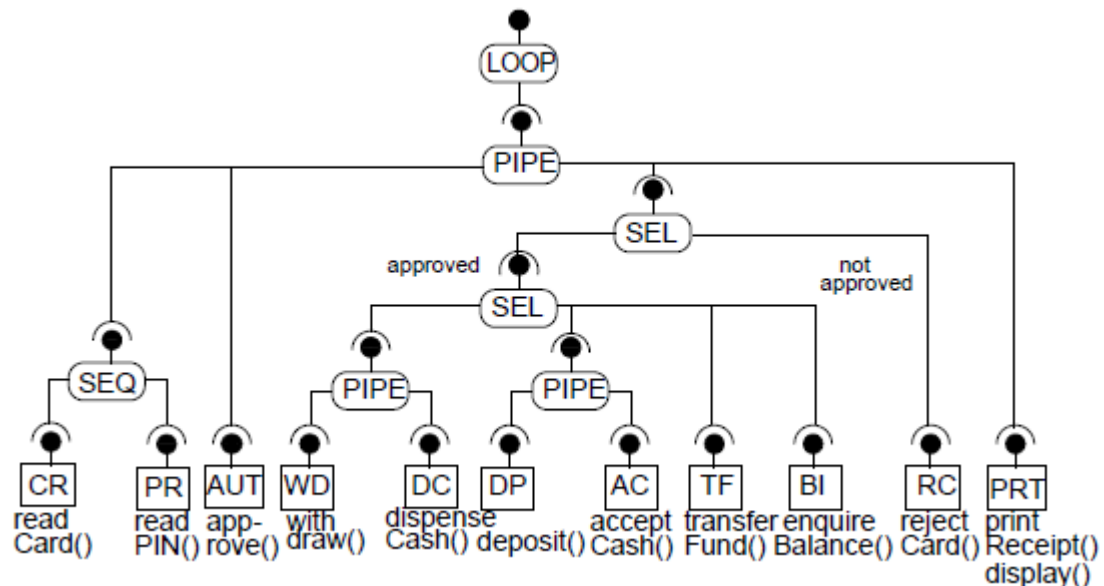 LOOP
PIPE
SEL
approved
not
approved
SEL
SEQ
PIPE
PIPE
CR
PR
AUT
WD
DC
DP
AC
TF
BI
RC
PRT
read
Card()
read
PIN()
app-
rove()
with
draw()
dispense
Cash()
deposit()
accept
Cash()
transfer
Fund()
enquire
Balance()
reject
Card()
print
Receipt()
display()